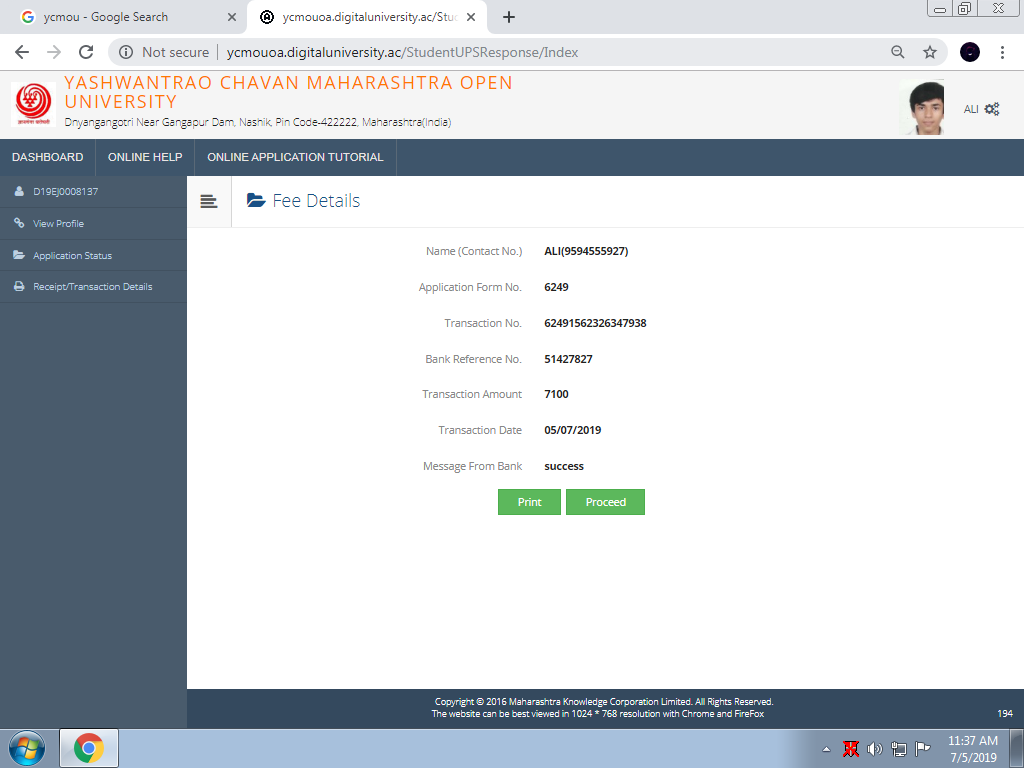 ycmou - Google Search
ycmouoa.digitaluniversity.ac/Stu
Not secure
ycmouoa.digitaluniversity.ac/StudentUPSResponse/Index
YASHWANTRAO CHAVAN MAHARASHTRA OPEN
UNIVERSITY
Dnyangangotri Near Gangapur Dam, Nashik, Pin Code-422222, Maharashtra(India)
ALI
DASHBOARD
ONLINE HELP
ONLINE APPLICATION TUTORIAL
D19EJ0008137
View Profile
Application Status
Receipt/Transaction Details
Fee Details
Name (Contact No.) ALI(9594555927)
Application Form No. 6249
Transaction No. 62491562326347938
Bank Reference No. 51427827
Transaction Amount 7100
Transaction Date 05/07/2019
Message From Bank success
Print
Proceed
Copyright © 2016 Maharashtra Knowledge Corporation Limited. All Rights Reserved.
The website can be best viewed in 1024 * 768 resolution with Chrome and FireFox
194
11:37 AM
7/5/2019